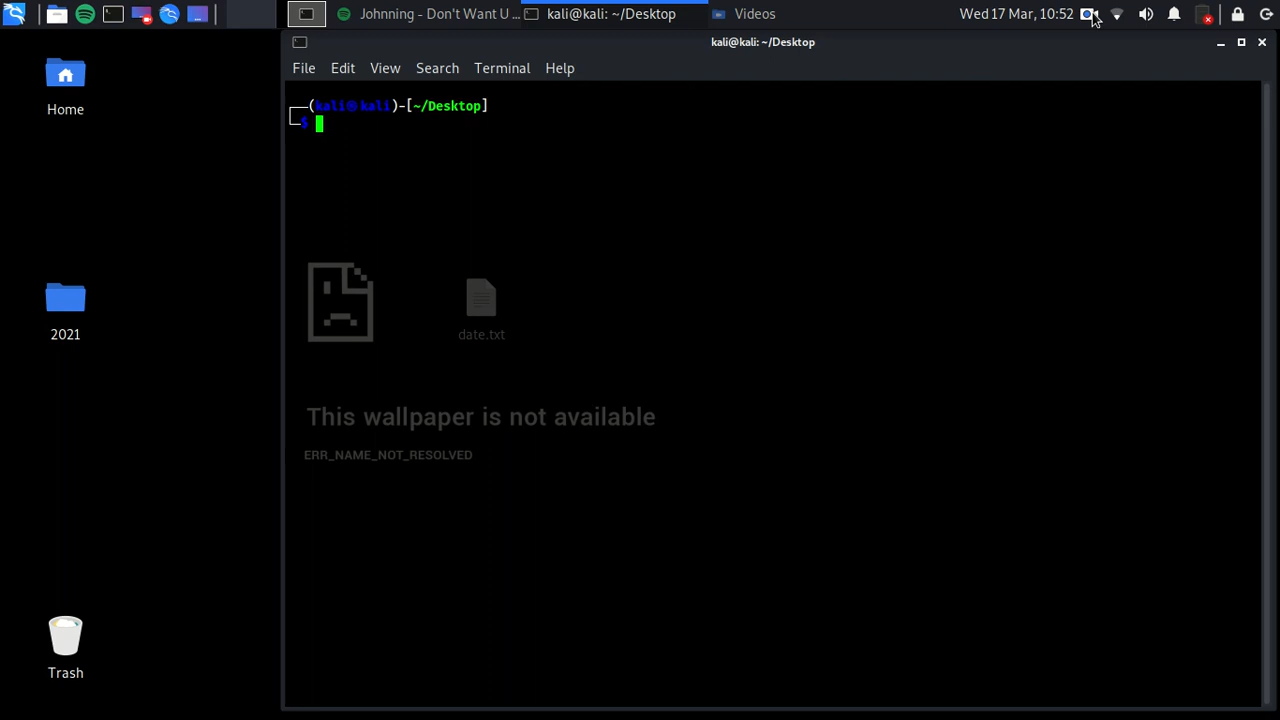 Johnning - Don't Want U ...
kali@kali: ~/Desktop
Videos
Wed 17 Mar, 10:52
kali@kali: ~/Desktop
File Edit View Search Terminal Help
Home
(kali㉿kali)-[~/Desktop]
$
date.txt
2021
This wallpaper is not available
ERR_NAME_NOT_RESOLVED
Trash